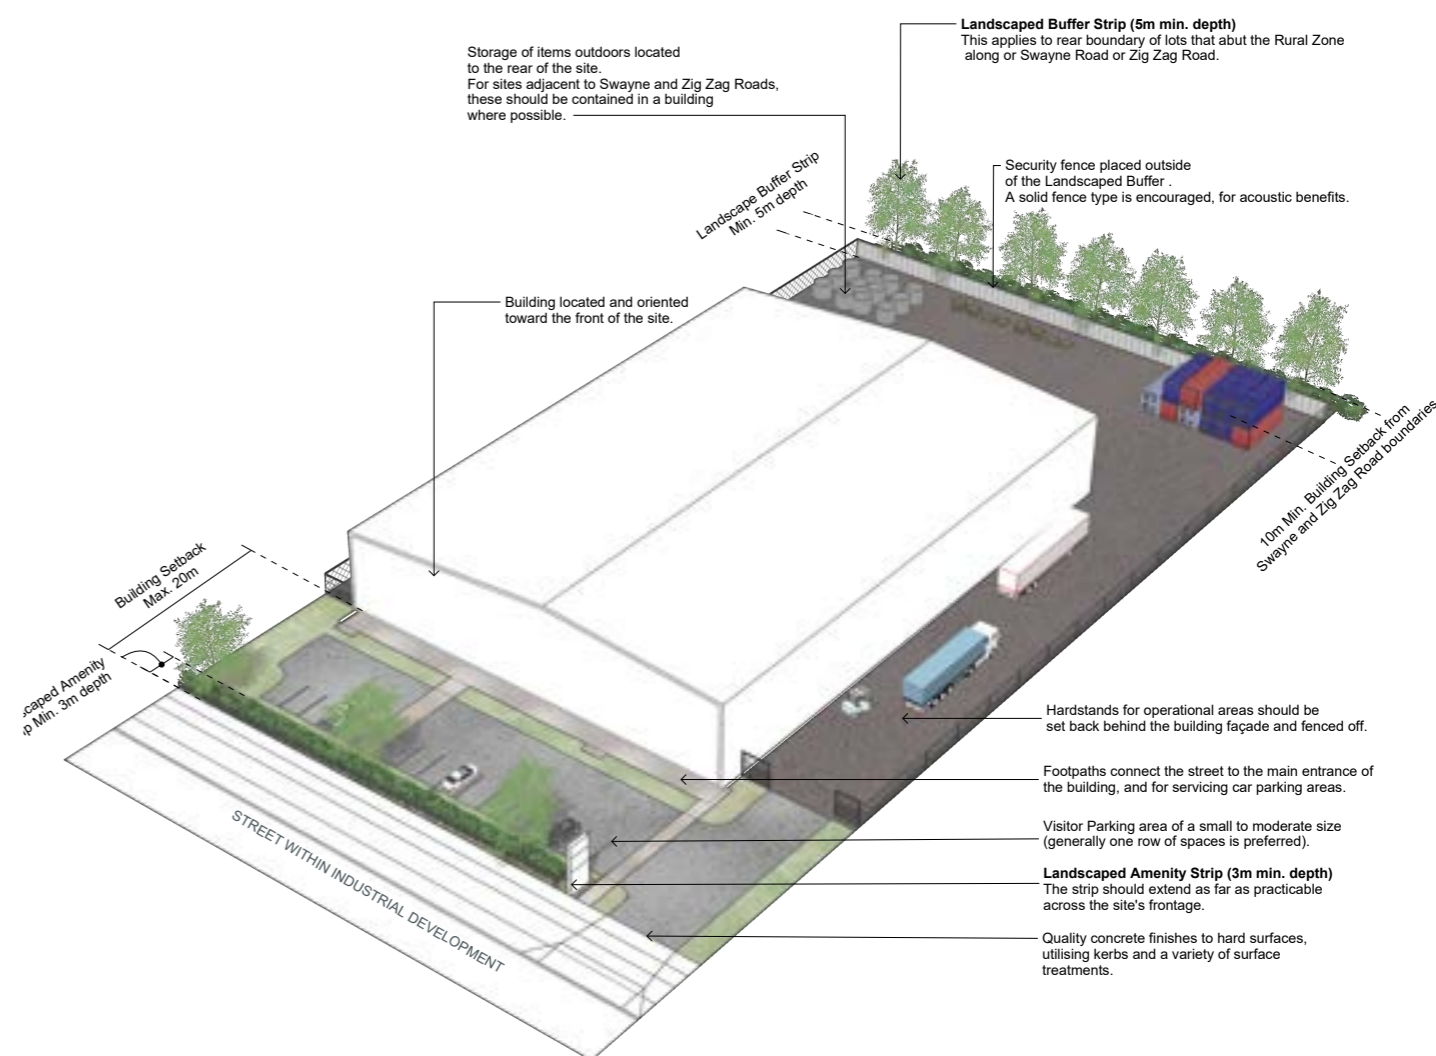 Landscaped Buffer Strip (5m min. depth)
This applies to rear boundary of lots that abut the Rural Zone
along or Swayne Road or Zig Zag Road.
Storage of items outdoors located
to the rear of the site.
For sites adjacent to Swayne and Zig Zag Roads,
these should be contained in a building
where possible.
Landscape Buffer Strip
Min. 5m depth
Security fence placed outside
of the Landscaped Buffer .
A solid fence type is encouraged, for acoustic benefits.
Building located and oriented
toward the front of the site.
10m Min. Building Setback from
Swayne and Zig Zag Road boundaries
Building Setback
Max. 20m
scaped Amenity
p Min. 3m depth
STREET WITHIN INDUSTRIAL DEVELOPMENT
Hardstands for operational areas should be
set back behind the building façade and fenced off.
Footpaths connect the street to the main entrance of
the building, and for servicing car parking areas.
Visitor Parking area of a small to moderate size
(generally one row of spaces is preferred).
Landscaped Amenity Strip (3m min. depth)
The strip should extend as far as practicable
across the site's frontage.
Quality concrete finishes to hard surfaces,
utilising kerbs and a variety of surface
treatments.